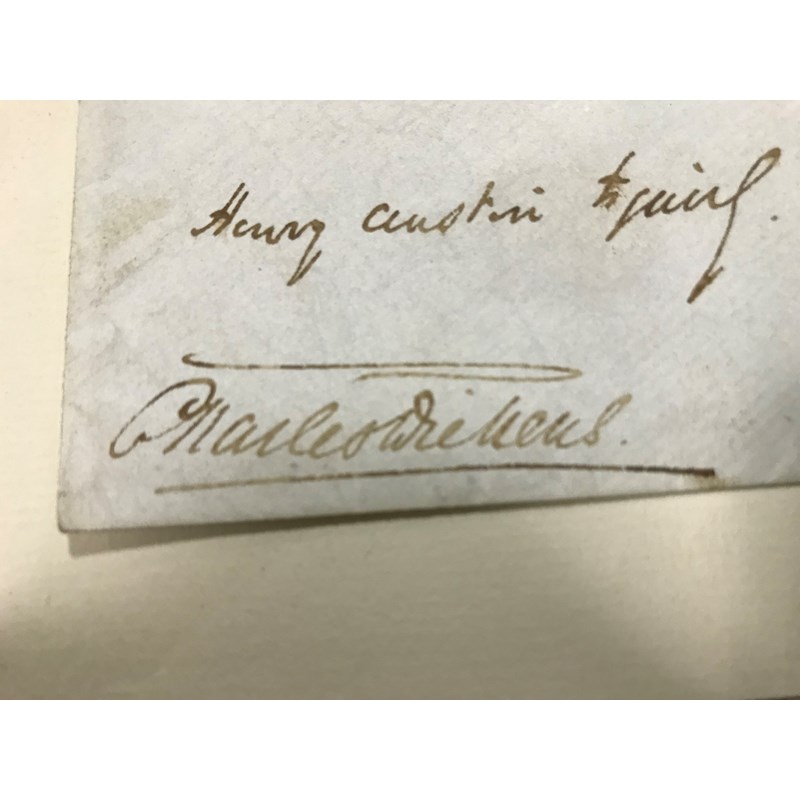 Henry Austin Esquire.
Charles Dickens.